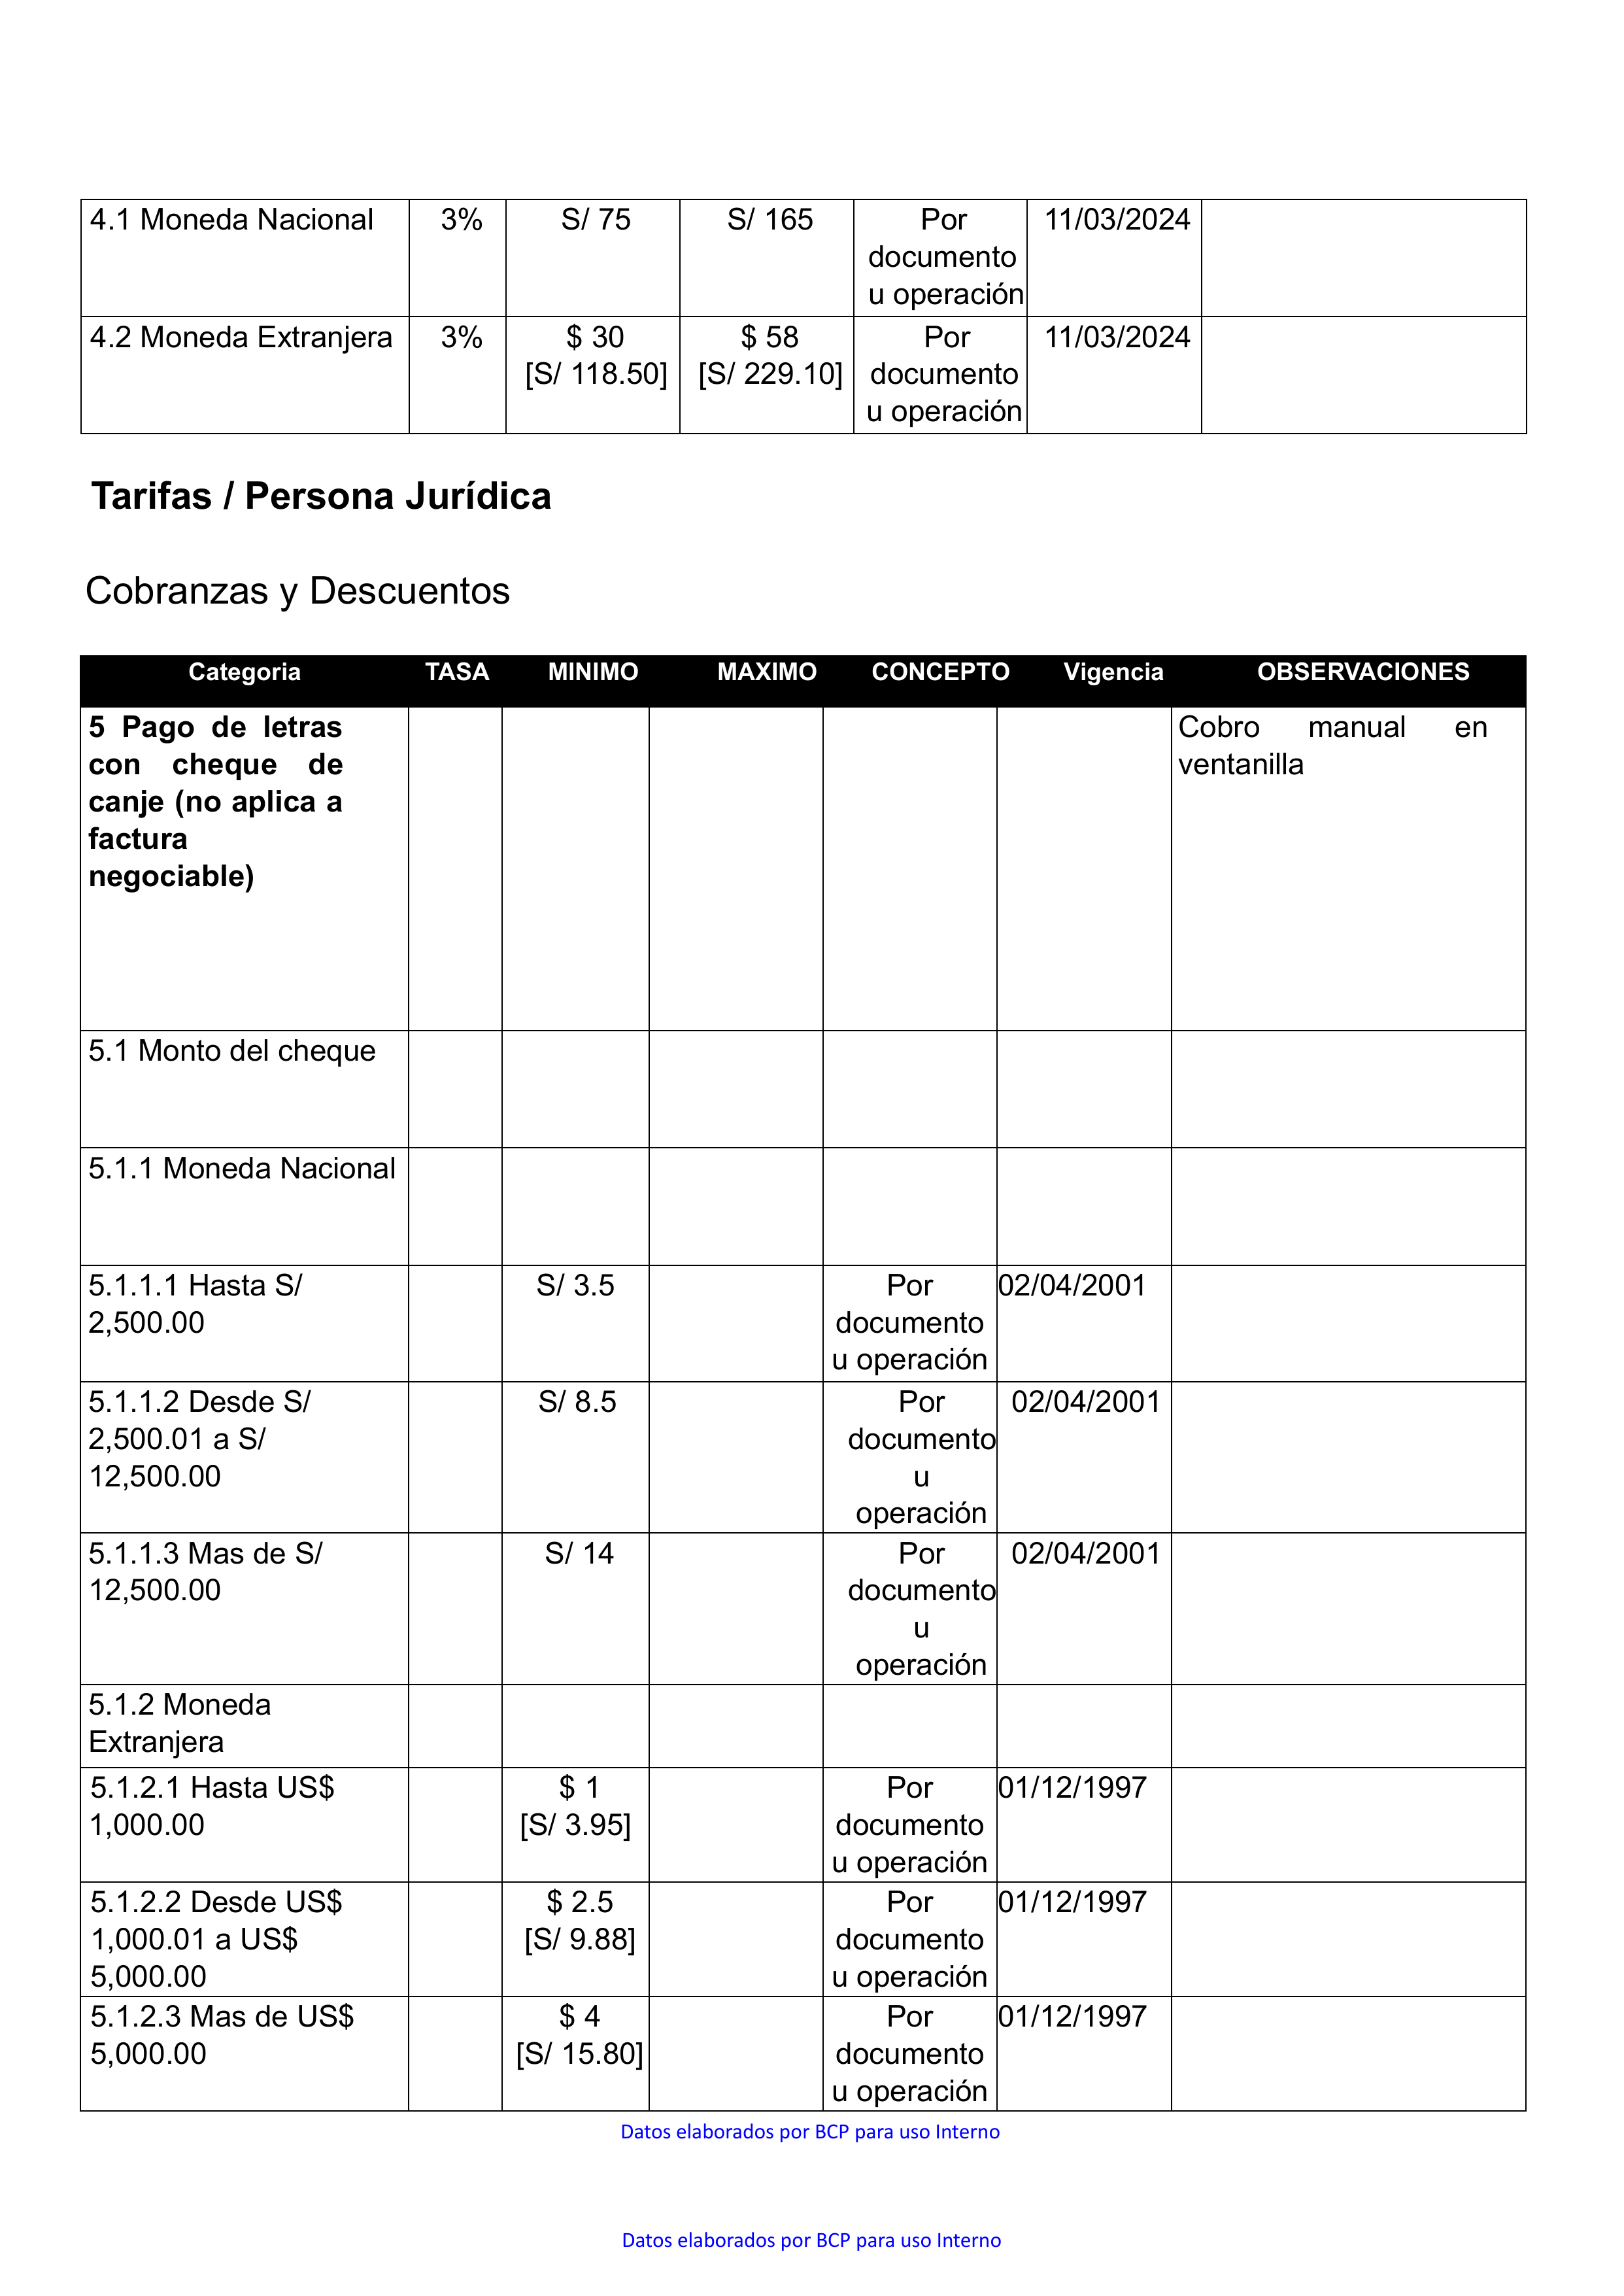 4.1 Moneda Nacional 3% S/ 75 S/ 165 Por documento u operación 11/03/2024
4.2 Moneda Extranjera 3% $ 30 [S/ 118.50] $ 58 [S/ 229.10] Por documento u operación 11/03/2024
Tarifas / Persona Jurídica
Cobranzas y Descuentos
Categoria TASA MINIMO MAXIMO CONCEPTO Vigencia OBSERVACIONES
5 Pago de letras con cheque de canje (no aplica a factura negociable) Cobro manual en ventanilla
5.1 Monto del cheque
5.1.1 Moneda Nacional
5.1.1.1 Hasta S/ 2,500.00 S/ 3.5 Por documento u operación 02/04/2001
5.1.1.2 Desde S/ 2,500.01 a S/ 12,500.00 S/ 8.5 Por documento u operación 02/04/2001
5.1.1.3 Mas de S/ 12,500.00 S/ 14 Por documento u operación 02/04/2001
5.1.2 Moneda Extranjera
5.1.2.1 Hasta US$ 1,000.00 $ 1 [S/ 3.95] Por documento u operación 01/12/1997
5.1.2.2 Desde US$ 1,000.01 a US$ 5,000.00 $ 2.5 [S/ 9.88] Por documento u operación 01/12/1997
5.1.2.3 Mas de US$ 5,000.00 $ 4 [S/ 15.80] Por documento u operación 01/12/1997
Datos elaborados por BCP para uso Interno
Datos elaborados por BCP para uso Interno